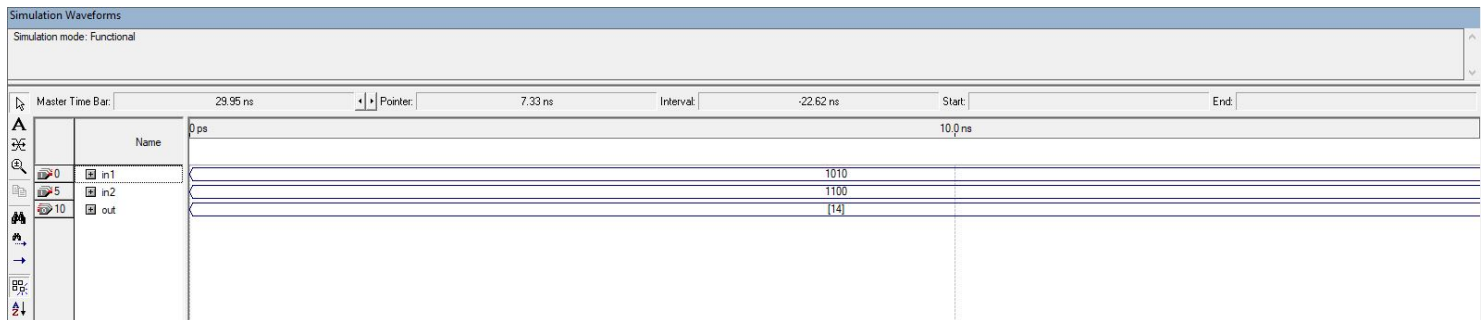 Simulation Waveforms
Simulation mode: Functional
Master Time Bar: 29.95 ns Pointer: 7.33 ns Interval: -22.62 ns Start: End:
Name 0 ps 10.0 ns
0 in1 1010
5 in2 1100
10 out [14]